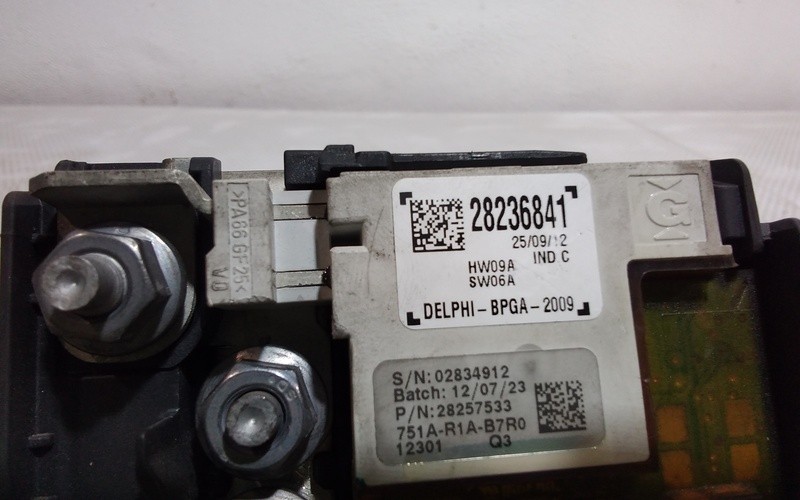 >PA66 GF25<
V0
28236841
25/09/12
IND C
HW09A
SW06A
DELPHI-BPGA-2009
S/N: 02834912
Batch: 12/07/23
P/N: 28257533
751A-R1A-B7R0
12301 Q3